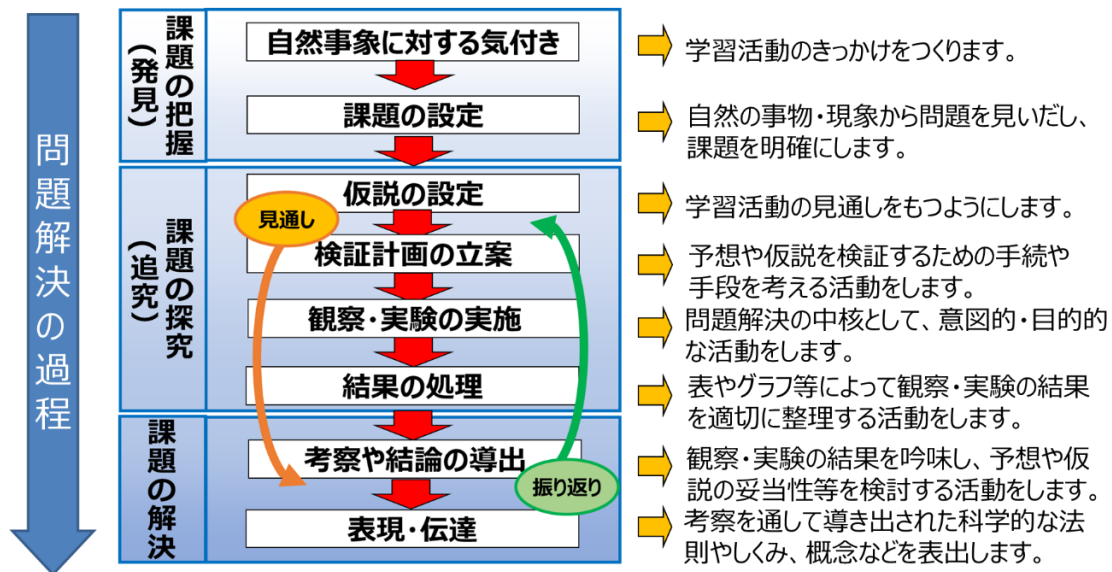 問題解決の過程
課題の把握
(発見)
自然事象に対する気付き
学習活動のきっかけをつくります。
課題の設定
自然の事物・現象から問題を見いだし、
課題を明確にします。
課題の探究
(追究)
仮説の設定
学習活動の見通しをもつようにします。
見通し
検証計画の立案
予想や仮説を検証するための手続や
手段を考える活動をします。
観察・実験の実施
問題解決の中核として、意図的・目的的
な活動をします。
結果の処理
表やグラフ等によって観察・実験の結果
を適切に整理する活動をします。
課題の解決
考察や結論の導出
観察・実験の結果を吟味し、予想や仮
説の妥当性等を検討する活動をします。
振り返り
表現・伝達
考察を通して導き出された科学的な法
則やしくみ、概念などを表出します。